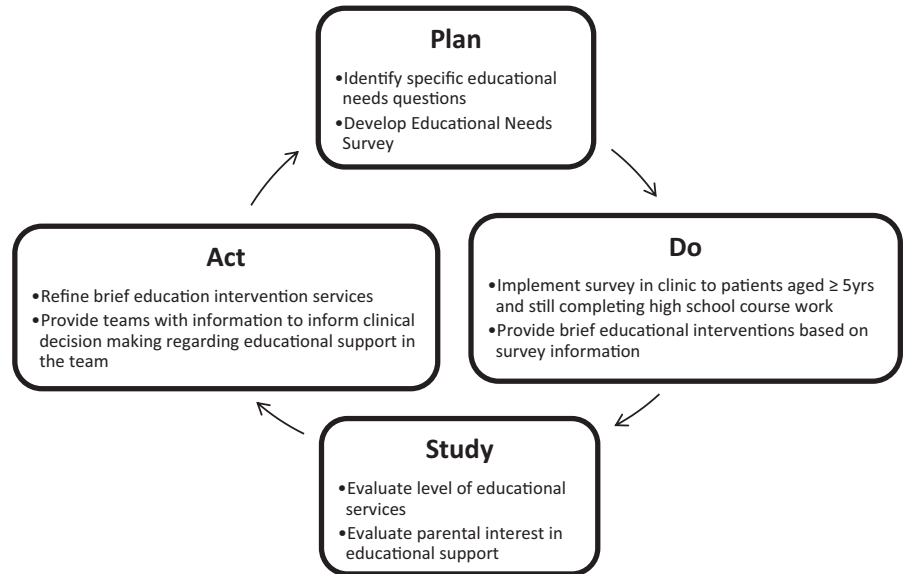 Plan
•Identify specific educational
needs questions
•Develop Educational Needs
Survey
Do
•Implement survey in clinic to patients aged ≥ 5yrs
and still completing high school course work
•Provide brief educational interventions based on
survey information
Study
•Evaluate level of educational
services
•Evaluate parental interest in
educational support
Act
•Refine brief education intervention services
•Provide teams with information to inform clinical
decision making regarding educational support in
the team